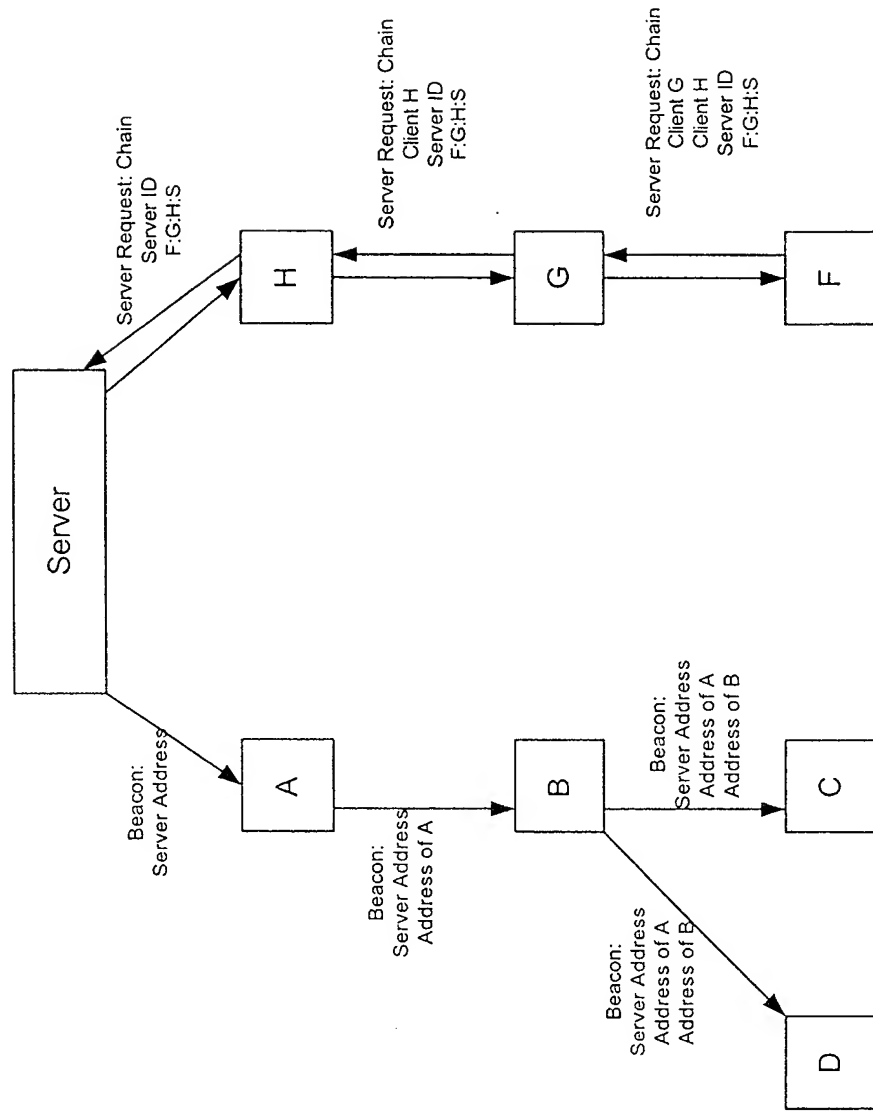 Server
Server Request: Chain
Server ID
F:G:H:S
H
Server Request: Chain
Client H
Server ID
F:G:H:S
G
Server Request: Chain
Client G
Client H
Server ID
F:G:H:S
F
Beacon:
Server Address
A
Beacon:
Server Address
Address of A
B
Beacon:
Server Address
Address of A
Address of B
C
Beacon:
Server Address
Address of A
Address of B
D